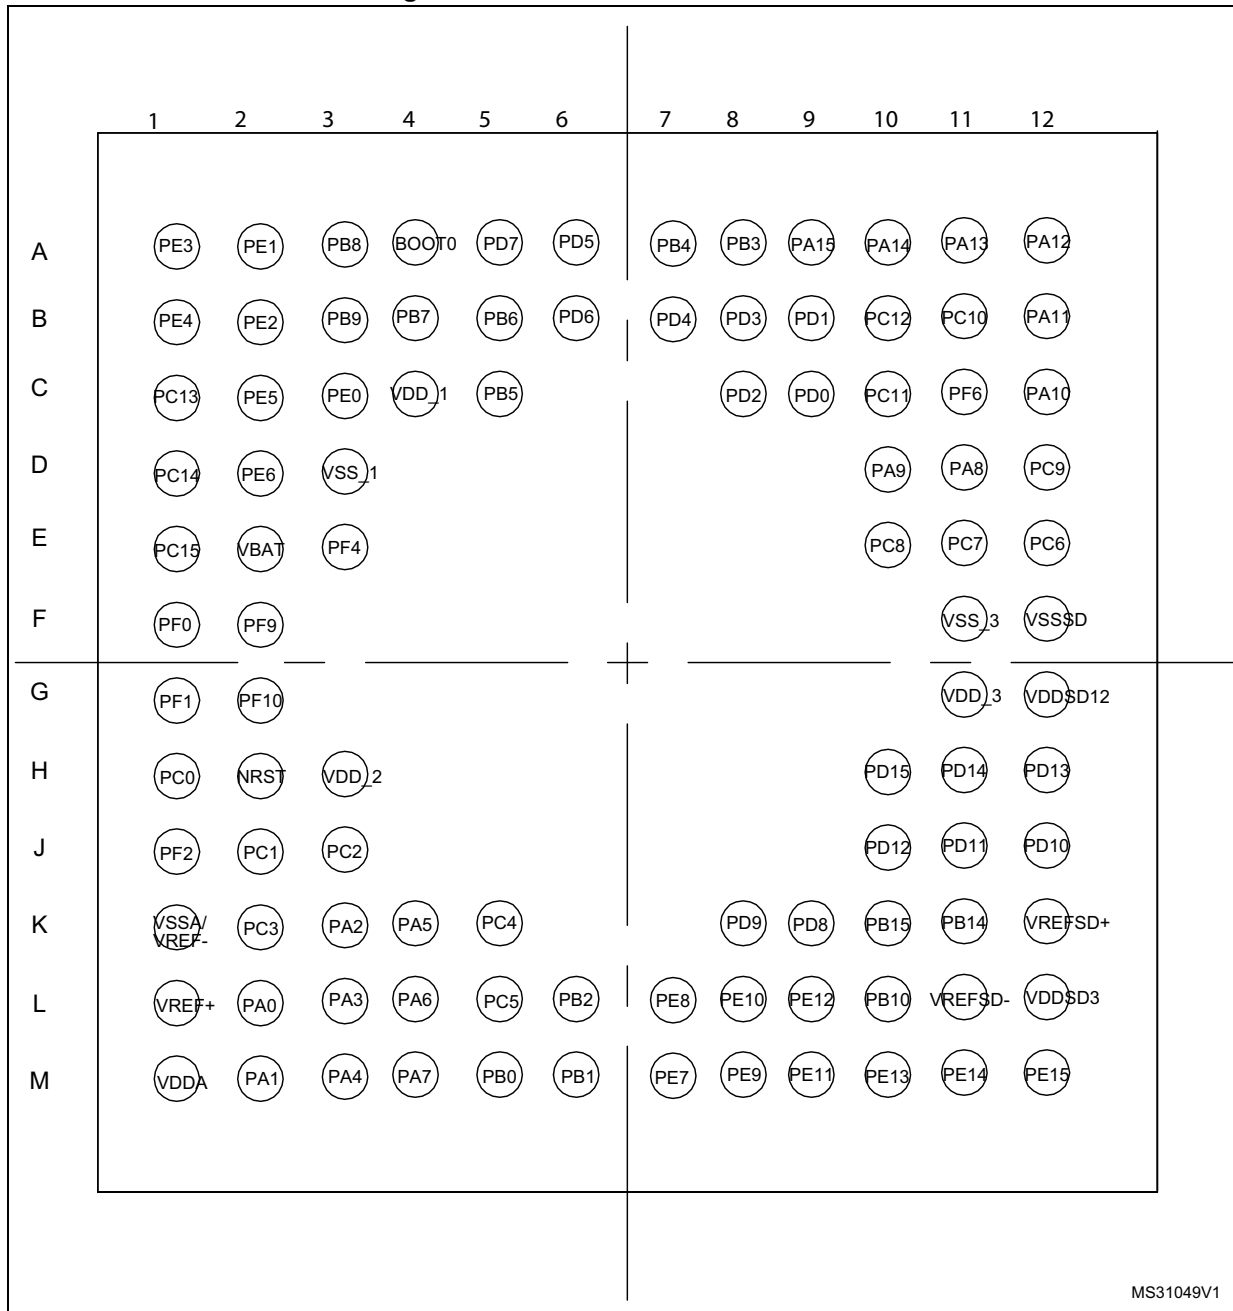 1 2 3 4 5 6 7 8 9 10 11 12
A PE3 PE1 PB8 BOOT0 PD7 PD5 PB4 PB3 PA15 PA14 PA13 PA12
B PE4 PE2 PB9 PB7 PB6 PD6 PD4 PD3 PD1 PC12 PC10 PA11
C PC13 PE5 PE0 VDD_1 PB5 PD2 PD0 PC11 PF6 PA10
D PC14 PE6 VSS_1 PA9 PA8 PC9
E PC15 VBAT PF4 PC8 PC7 PC6
F PF0 PF9 VSS_3 VSSSD
G PF1 PF10 VDD_3 VDDSD12
H PC0 NRST VDD_2 PD15 PD14 PD13
J PF2 PC1 PC2 PD12 PD11 PD10
K VSSA/ VREF- PC3 PA2 PA5 PC4 PD9 PD8 PB15 PB14 VREFSD+
L VREF+ PA0 PA3 PA6 PC5 PB2 PE8 PE10 PE12 PB10 VREFSD- VDDSD3
M VDDA PA1 PA4 PA7 PB0 PB1 PE7 PE9 PE11 PE13 PE14 PE15
MS31049V1